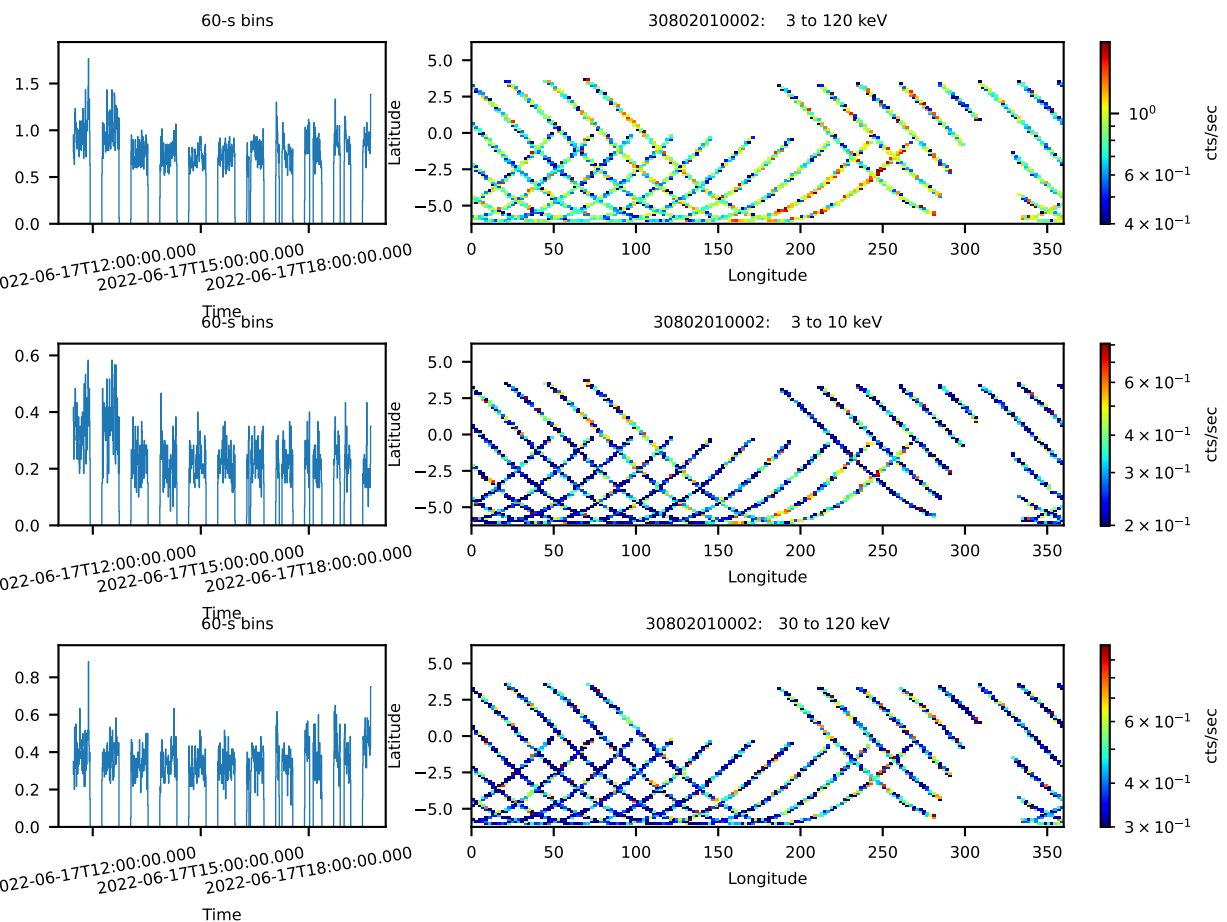 60-s bins
30802010002: 3 to 120 keV
1.5
1.0
0.5
0.0
Latitude
5.0
2.5
0.0
−2.5
−5.0
10⁰
6 × 10⁻¹
4 × 10⁻¹
cts/sec
022-06-17T12:00:00.000
2022-06-17T15:00:00.000
2022-06-17T18:00:00.000
Time
0 50 100 150 200 250 300 350
Longitude
60-s bins
30802010002: 3 to 10 keV
0.6
0.4
0.2
0.0
Latitude
5.0
2.5
0.0
−2.5
−5.0
6 × 10⁻¹
4 × 10⁻¹
3 × 10⁻¹
2 × 10⁻¹
cts/sec
022-06-17T12:00:00.000
2022-06-17T15:00:00.000
2022-06-17T18:00:00.000
Time
0 50 100 150 200 250 300 350
Longitude
60-s bins
30802010002: 30 to 120 keV
0.8
0.6
0.4
0.2
0.0
Latitude
5.0
2.5
0.0
−2.5
−5.0
6 × 10⁻¹
4 × 10⁻¹
3 × 10⁻¹
cts/sec
022-06-17T12:00:00.000
2022-06-17T15:00:00.000
2022-06-17T18:00:00.000
Time
0 50 100 150 200 250 300 350
Longitude